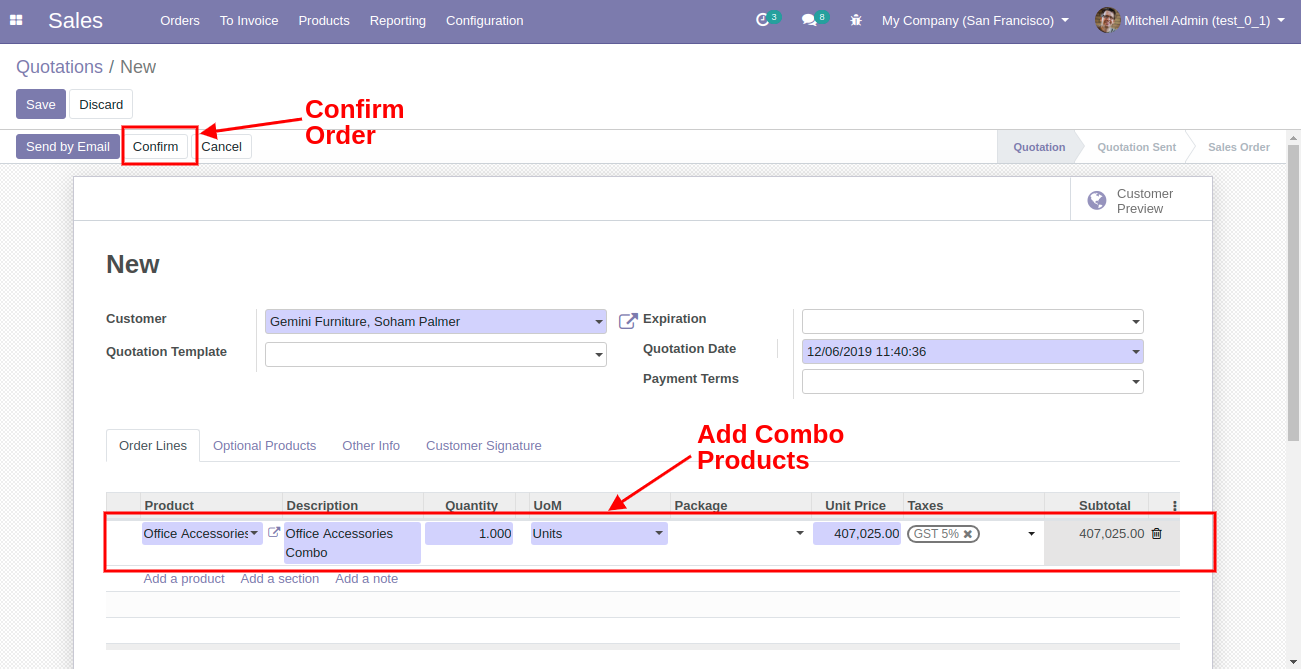 Sales Orders To Invoice Products Reporting Configuration 3 8 My Company (San Francisco) Mitchell Admin (test_0_1)
Quotations / New
Save Discard
Confirm
Order
Send by Email Confirm Cancel Quotation Quotation Sent Sales Order
Customer
Preview
New
Customer Gemini Furniture, Soham Palmer Expiration
Quotation Template Quotation Date 12/06/2019 11:40:36
Payment Terms
Add Combo
Products
Order Lines Optional Products Other Info Customer Signature
Product Description Quantity UoM Package Unit Price Taxes Subtotal
Office Accessories Office Accessories 1.000 Units 407,025.00 GST 5% 407,025.00
Combo
Add a product Add a section Add a note